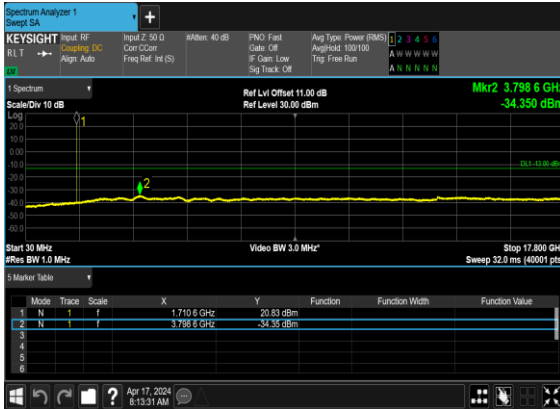 Spectrum Analyzer 1
Swept SA
+
KEYSIGHT
RLT
LV
Input: RF
Coupling: DC
Align: Auto
Input Z: 50 Ω
Corr CCorr
Freq Ref: Int (S)
#Atten: 40 dB
PNO: Fast
Gate: Off
IF Gain: Low
Sig Track: Off
Avg Type: Power (RMS)
Avg|Hold: 100/100
Trig: Free Run
1 2 3 4 5 6
A W W W W W
A N N N N N
1 Spectrum
Scale/Div 10 dB
Ref Lvl Offset 11.00 dB
Ref Level 30.00 dBm
Mkr2 3.798 6 GHz
-34.350 dBm
Log
20.0
10.0
0.00
-10.0
-20.0
-30.0
-40.0
-50.0
-60.0
1
2
DL1 -13.00 dBm
Start 30 MHz
#Res BW 1.0 MHz
Video BW 3.0 MHz*
Stop 17.800 GHz
Sweep 32.0 ms (40001 pts)
5 Marker Table
Mode Trace Scale X Y Function Function Width Function Value
1 N 1 f 1.710 6 GHz 20.83 dBm
2 N 1 f 3.798 6 GHz -34.35 dBm
3
4
5
6
?
Apr 17, 2024
8:13:31 AM